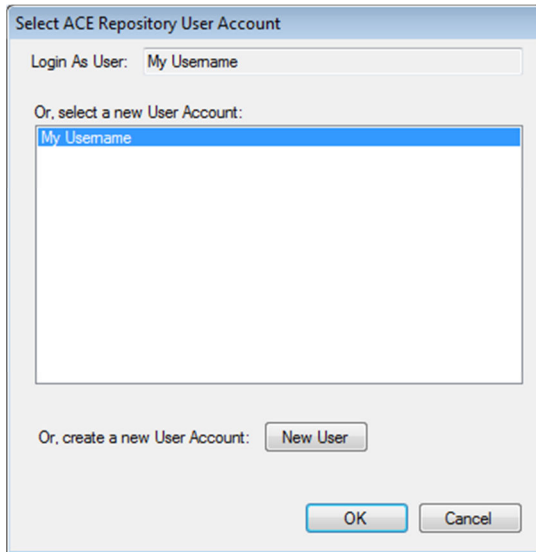 Select ACE Repository User Account
Login As User: My Username
Or, select a new User Account:
My Username
Or, create a new User Account: New User
OK Cancel